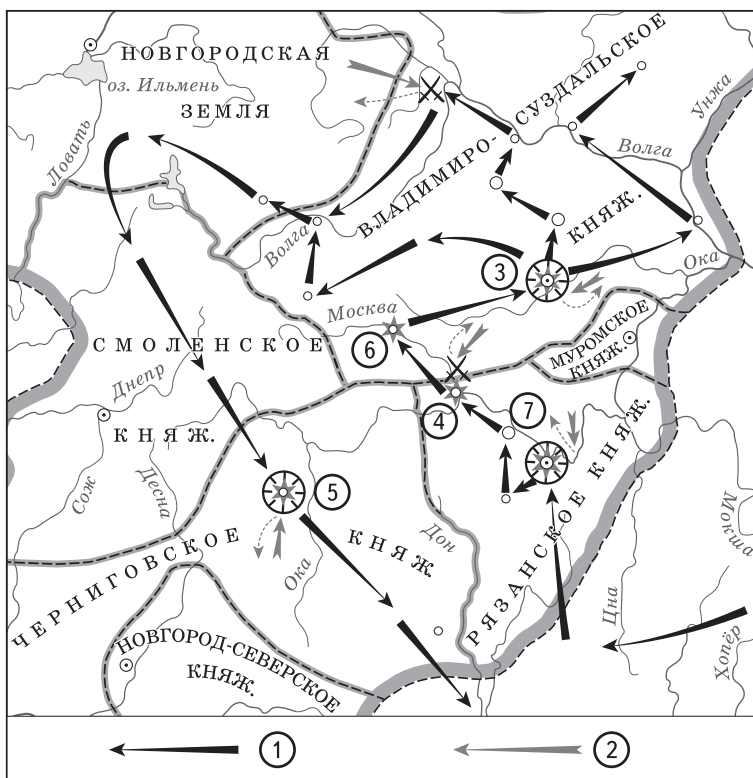 НОВГОРОДСКАЯ
оз. Ильмень
ЗЕМЛЯ
Ловать
ВЛАДИМИРО-
СУЗДАЛЬСКОЕ
КНЯЖ.
Унжа
Волга
Волга
Ока
3
Москва
6
МУРОМСКОЕ
КНЯЖ.
СМОЛЕНСКОЕ
Днепр
КНЯЖ.
Сож
Десна
4
7
5
РЯЗАНСКОЕ КНЯЖ.
Мокша
Цна
Хопёр
Дон
Ока
ЧЕРНИГОВСКОЕ
КНЯЖ.
НОВГОРОД-СЕВЕРСКОЕ
КНЯЖ.
1
2